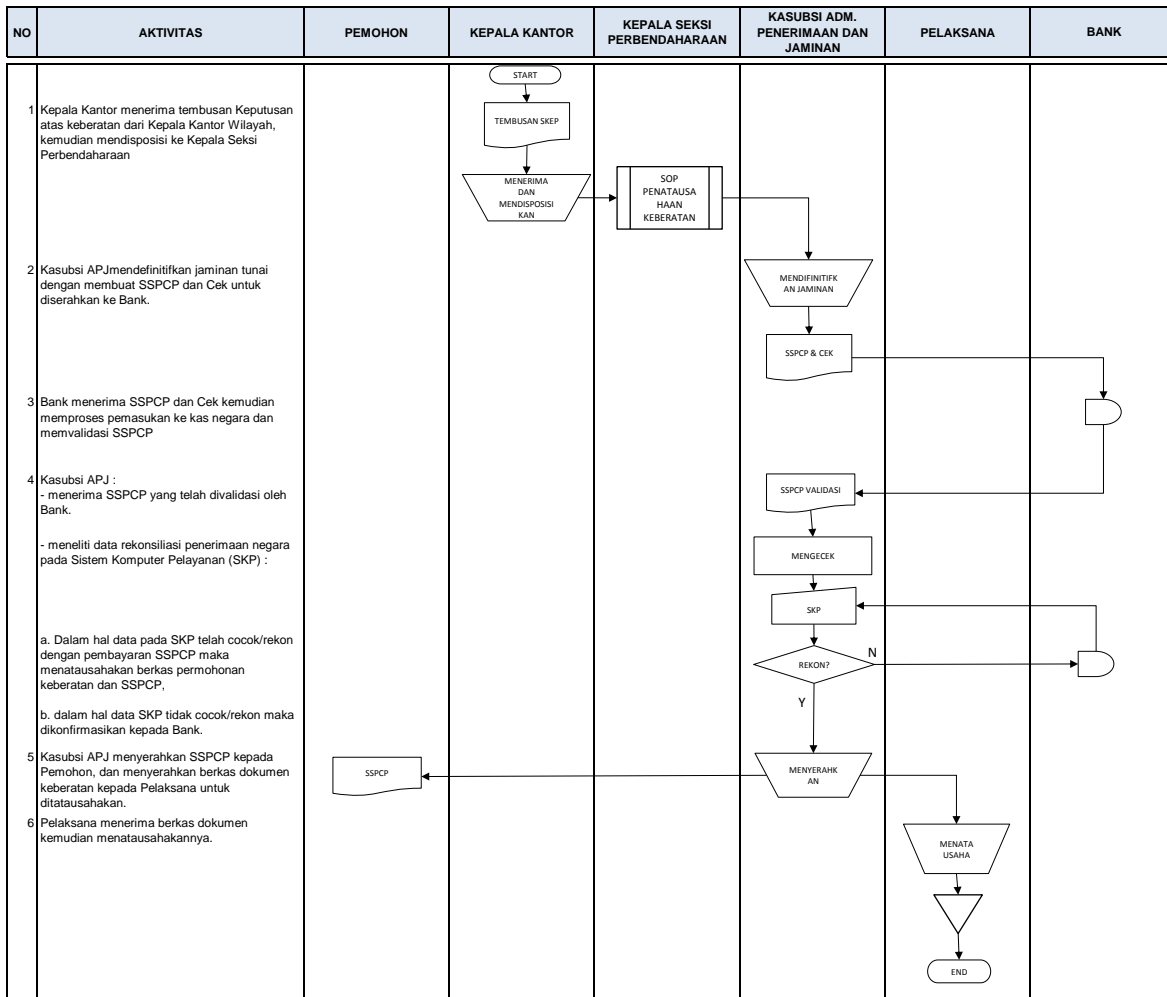 NO
AKTIVITAS
PEMOHON
KEPALA KANTOR
KEPALA SEKSI
PERBENDAHARAAN
KASUBSI ADM.
PENERIMAAN DAN
JAMINAN
PELAKSANA
BANK
START
1 Kepala Kantor menerima tembusan Keputusan
atas keberatan dari Kepala Kantor Wilayah,
kemudian mendisposisi ke Kepala Seksi
Perbendaharaan
TEMBUSAN SKEP
MENERIMA
DAN
MENDISPOSISI
KAN
SOP
PENATAUSA
HAAN
KEBERATAN
2 Kasubsi APJmendefinitifkan jaminan tunai
dengan membuat SSPCP dan Cek untuk
diserahkan ke Bank.
MENDIFINITIFK
AN JAMINAN
SSPCP & CEK
3 Bank menerima SSPCP dan Cek kemudian
memproses pemasukan ke kas negara dan
memvalidasi SSPCP
4 Kasubsi APJ :
- menerima SSPCP yang telah divalidasi oleh
Bank.
SSPCP VALIDASI
- meneliti data rekonsiliasi penerimaan negara
pada Sistem Komputer Pelayanan (SKP) :
MENGECEK
SKP
a. Dalam hal data pada SKP telah cocok/rekon
dengan pembayaran SSPCP maka
menatausahakan berkas permohonan
keberatan dan SSPCP,
REKON?
N
Y
b. dalam hal data SKP tidak cocok/rekon maka
dikonfirmasikan kepada Bank.
5 Kasubsi APJ menyerahkan SSPCP kepada
Pemohon, dan menyerahkan berkas dokumen
keberatan kepada Pelaksana untuk
ditatausahakan.
SSPCP
MENYERAHK
AN
6 Pelaksana menerima berkas dokumen
kemudian menatausahakannya.
MENATA
USAHA
END